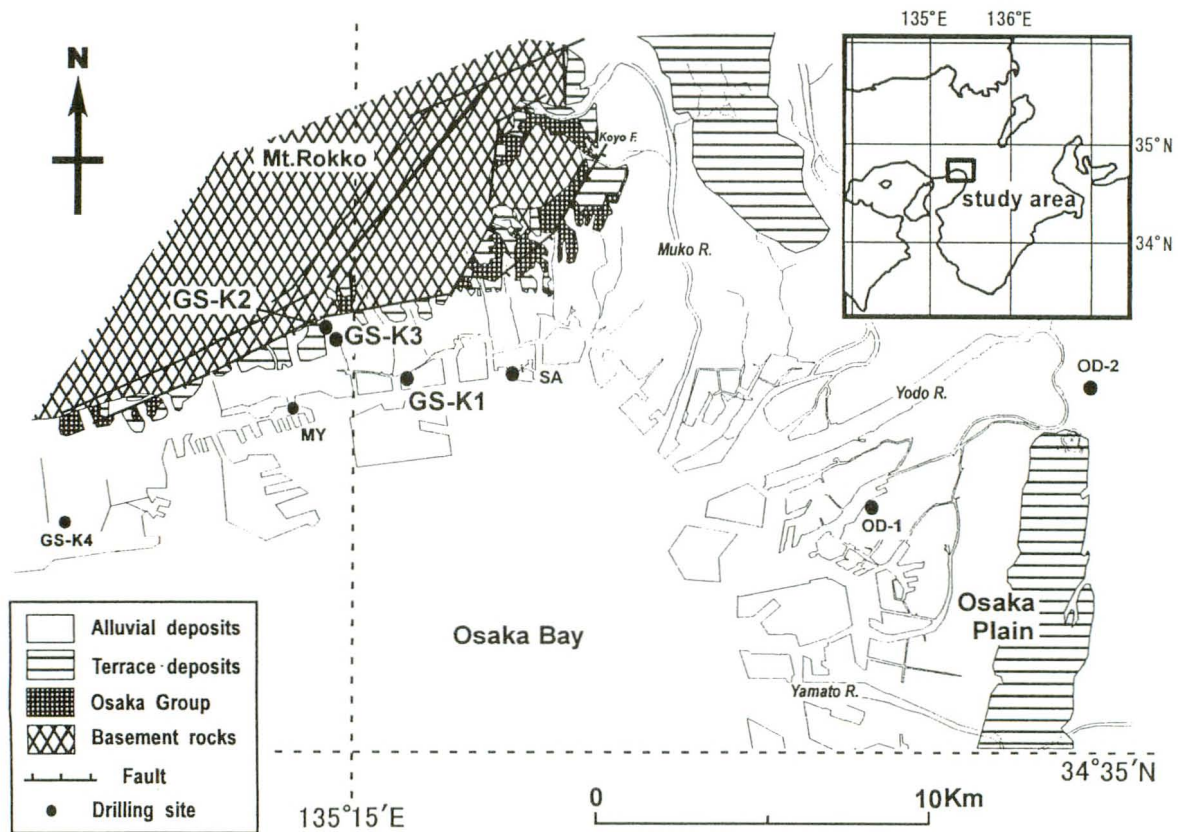 135°E 136°E
N
35°N
34°N
study area
Mt.Rokko
Koyo F.
Muko R.
GS-K2
GS-K3
GS-K1
SA
MY
GS-K4
Yodo R.
OD-2
OD-1
Osaka
Plain
Osaka Bay
Yamato R.
Alluvial deposits
Terrace deposits
Osaka Group
Basement rocks
Fault
Drilling site
135°15′E
34°35′N
0 10Km